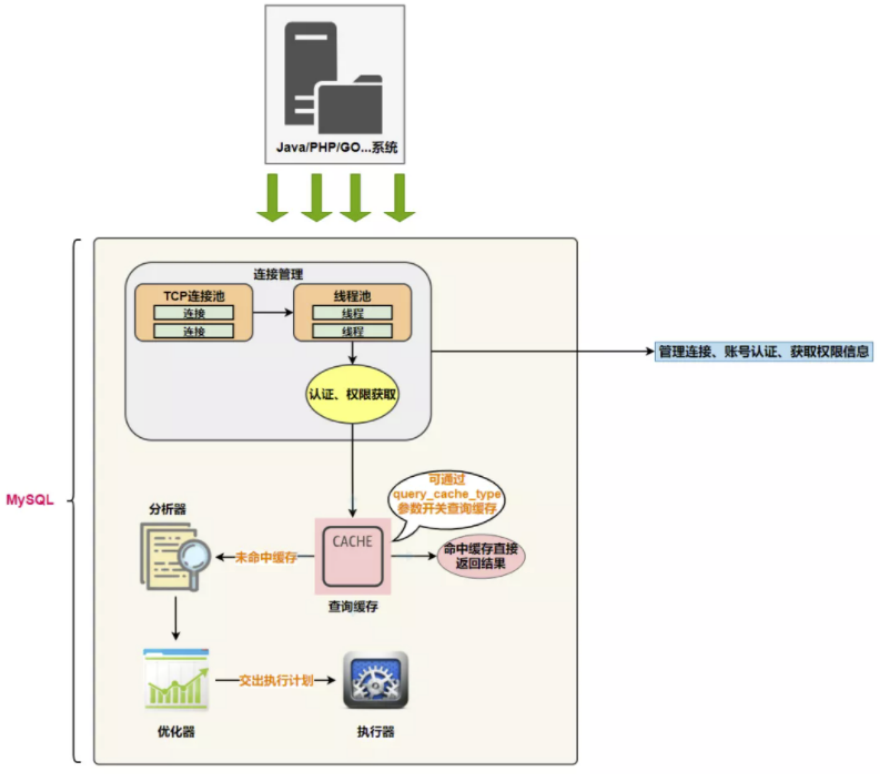 Java/PHP/GO...系统
连接管理
TCP连接池
连接
连接
线程池
线程
线程
认证、权限获取
管理连接、账号认证、获取权限信息
MySQL
可通过
query_cache_type
参数开关查询缓存
分析器
未命中缓存
CACHE
查询缓存
命中缓存直接
返回结果
优化器
交出执行计划
执行器